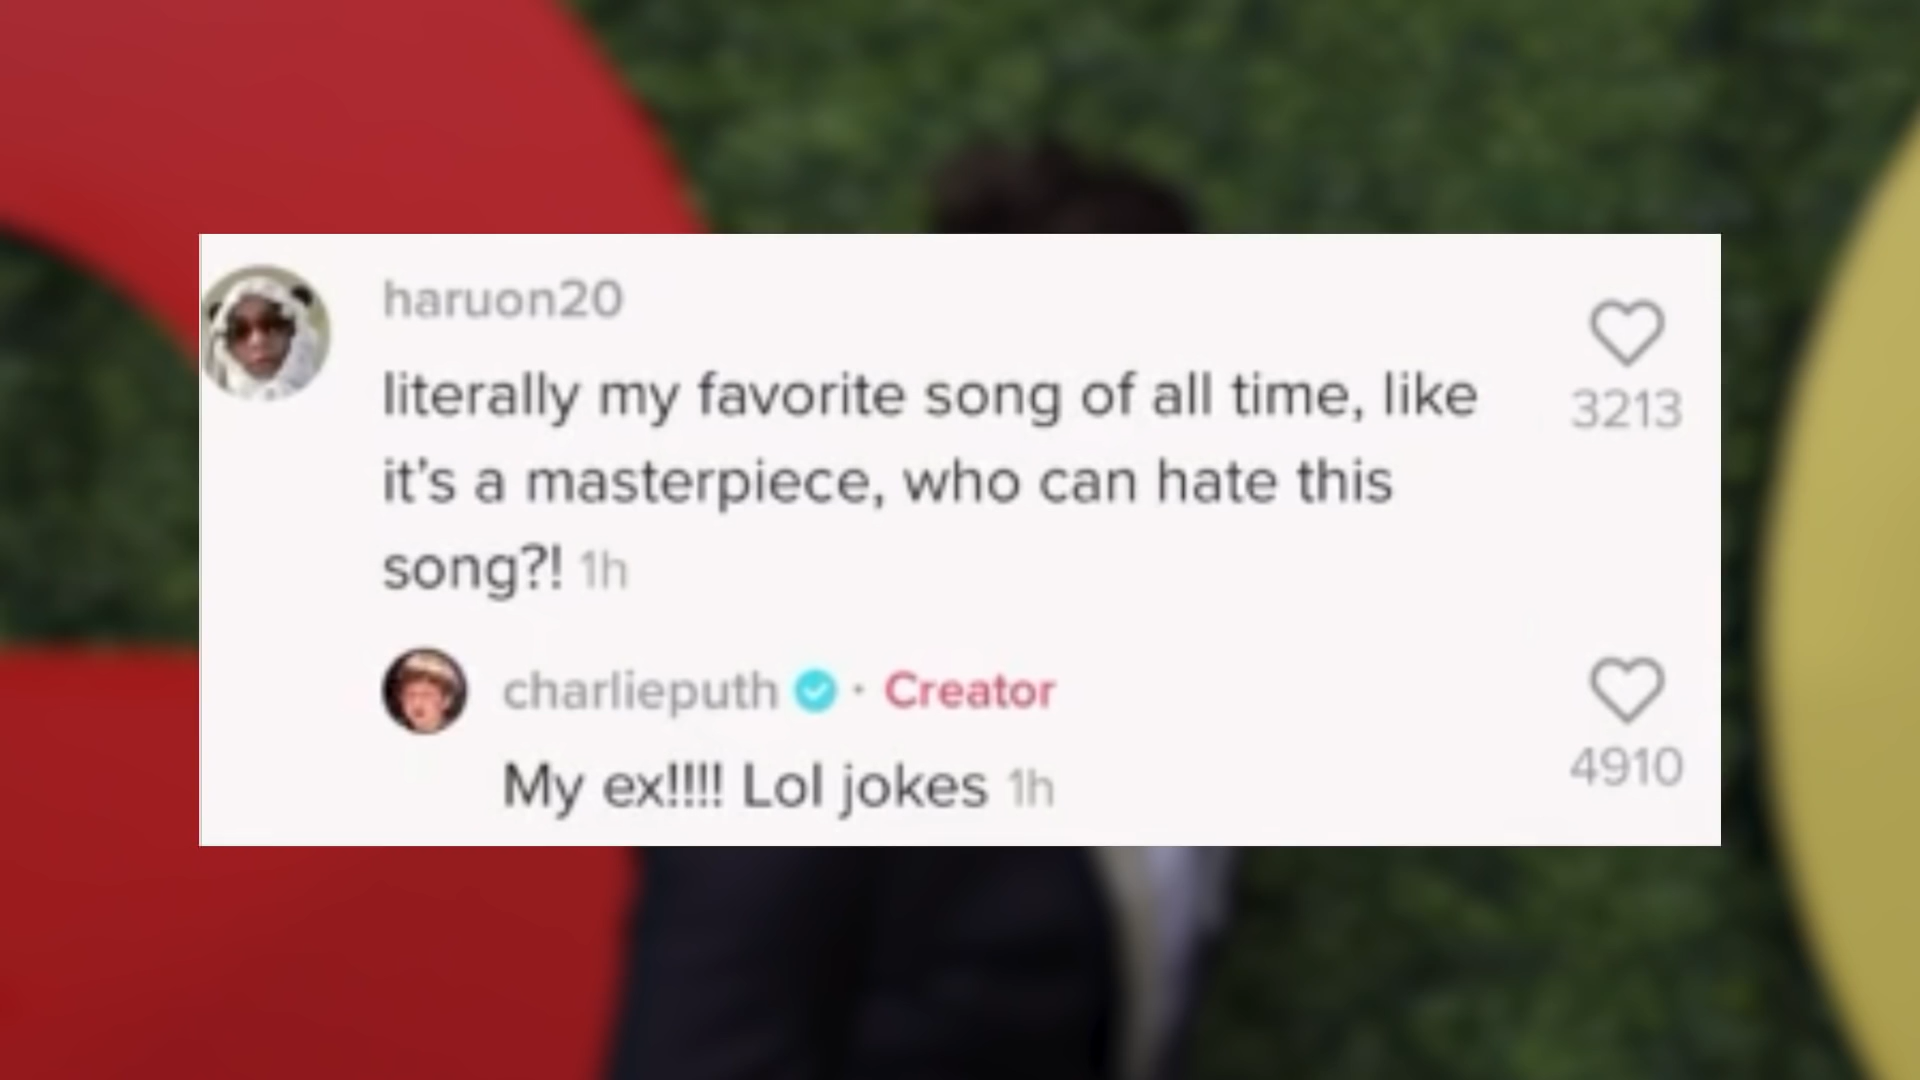 haruon20
literally my favorite song of all time, like
it's a masterpiece, who can hate this
song?! 1h
3213
charlieputh · Creator
My ex!!!! Lol jokes 1h
4910